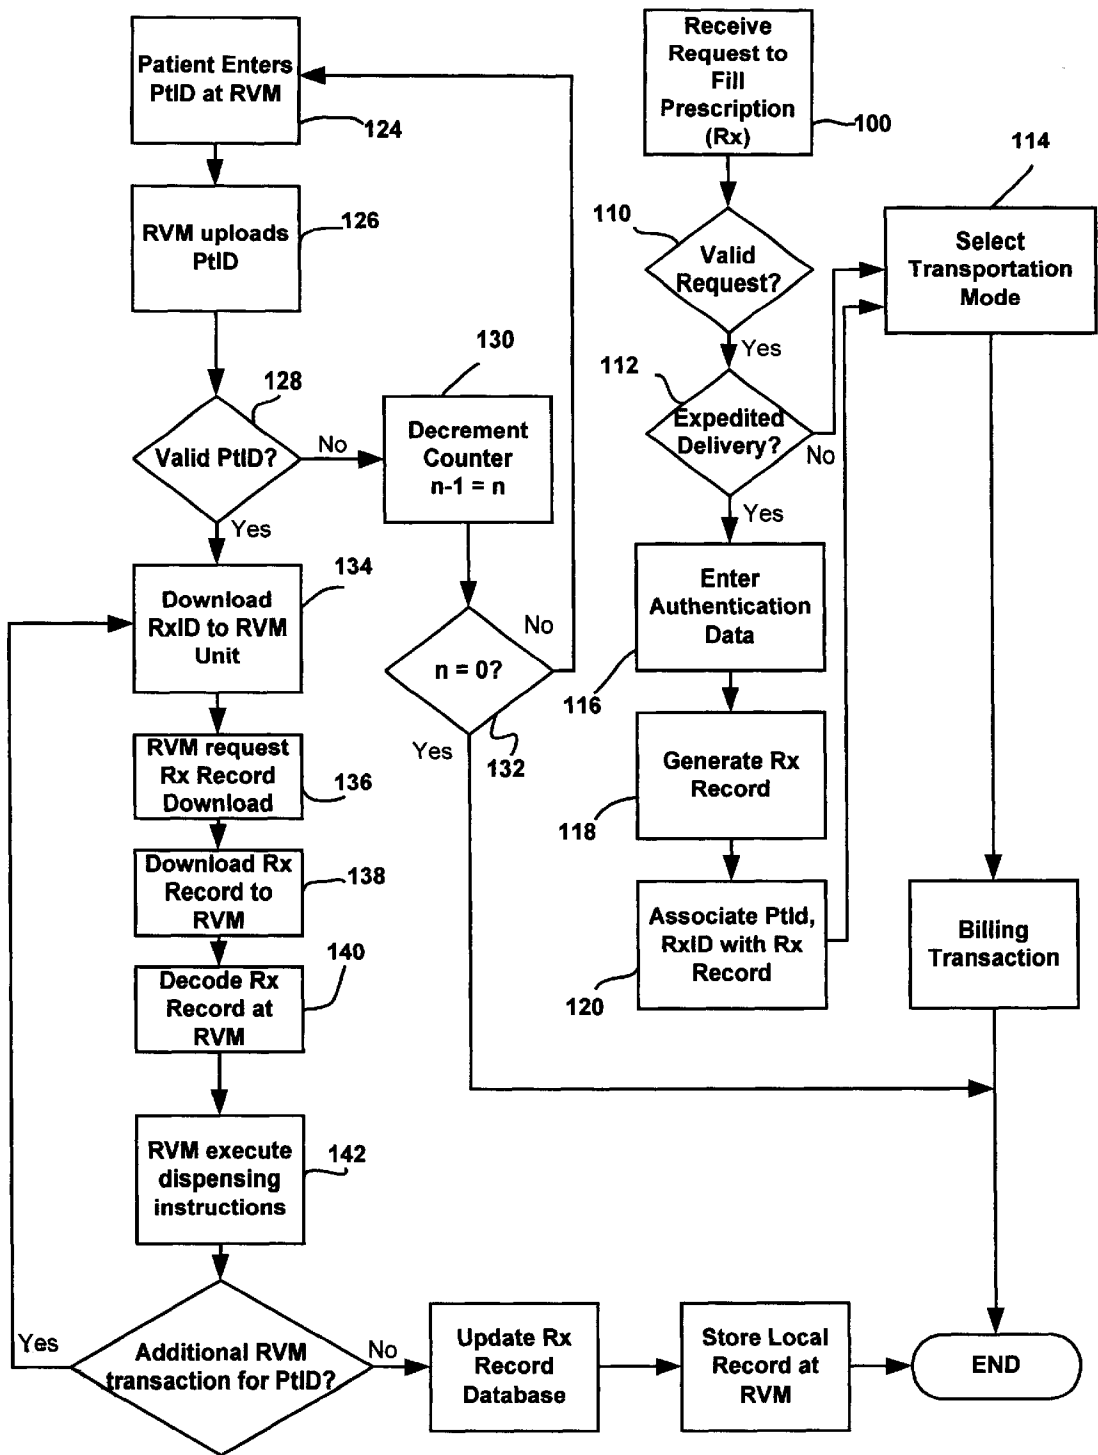 Patient Enters
PtID at RVM
124
RVM uploads
PtID
126
128
Valid PtID?
No
Yes
130
Decrement
Counter
n-1 = n
n = 0?
No
Yes
132
134
Download
RxID to RVM
Unit
RVM request
Rx Record
Download
136
Download Rx
Record to
RVM
138
140
Decode Rx
Record at
RVM
RVM execute
dispensing
instructions
142
Yes
Additional RVM
transaction for PtID?
No
Update Rx
Record
Database
Store Local
Record at
RVM
END
Receive
Request to
Fill
Prescription
(Rx)
100
110
Valid
Request?
Yes
112
Expedited
Delivery?
No
Yes
Enter
Authentication
Data
116
Generate Rx
Record
118
Associate PtId,
RxID with Rx
Record
120
114
Select
Transportation
Mode
Billing
Transaction